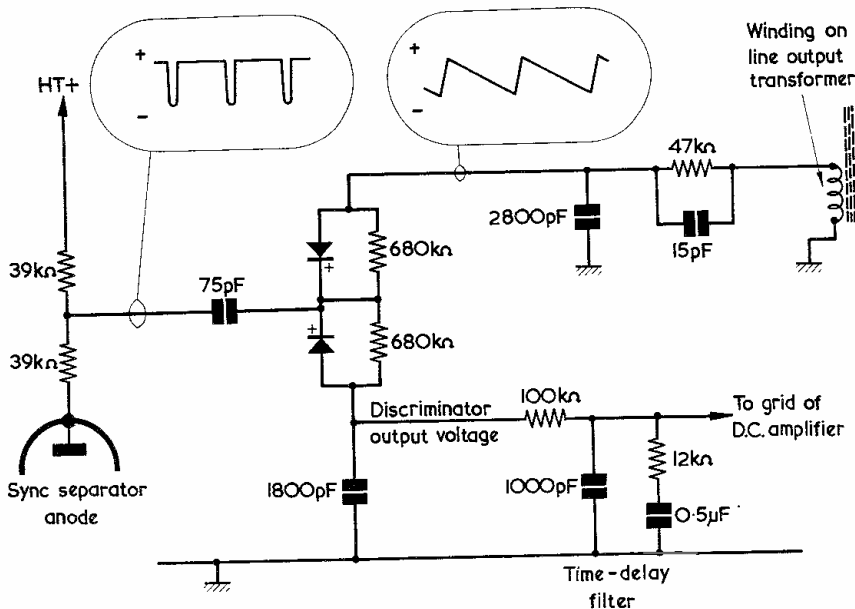 HT+
+
-
+
-
Winding on
line output
transformer
47kΩ
2800pF
15pF
39kΩ
680kΩ
75pF
+
+
39kΩ
680kΩ
100kΩ
Discriminator
output voltage
To grid of
D.C. amplifier
12kΩ
Sync separator
anode
1800pF
1000pF
0·5µF
Time-delay
filter